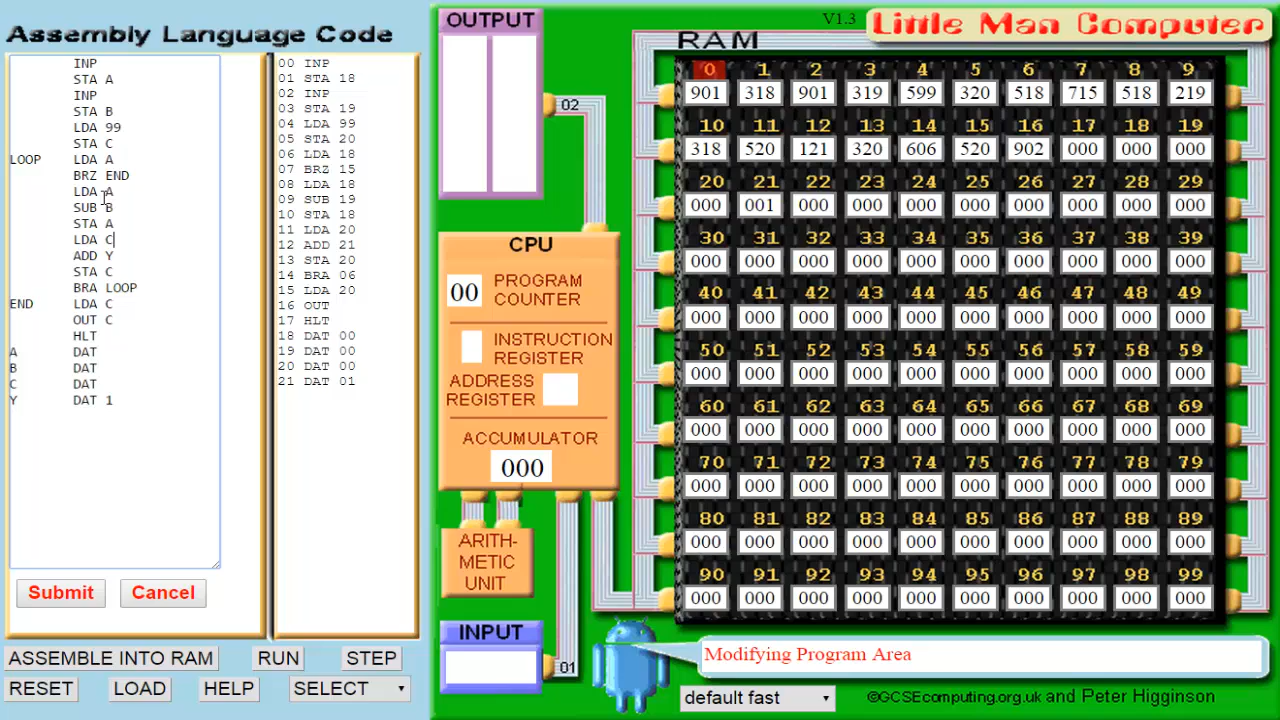 Assembly Language Code
INP
STA A
INP
STA B
LDA 99
STA C
LOOP LDA A
BRZ END
LDA A
SUB B
STA A
LDA C
ADD Y
STA C
BRA LOOP
END LDA C
OUT C
HLT
A DAT
B DAT
C DAT
Y DAT 1
Submit Cancel
00 INP
01 STA 18
02 INP
03 STA 19
04 LDA 99
05 STA 20
06 LDA 18
07 BRZ 15
08 LDA 18
09 SUB 19
10 STA 18
11 LDA 20
12 ADD 21
13 STA 20
14 BRA 06
15 LDA 20
16 OUT
17 HLT
18 DAT 00
19 DAT 00
20 DAT 00
21 DAT 01
ASSEMBLE INTO RAM RUN STEP
RESET LOAD HELP SELECT
OUTPUT
02
CPU
00 PROGRAM
COUNTER
INSTRUCTION
REGISTER
ADDRESS
REGISTER
ACCUMULATOR
000
ARITH-
METIC
UNIT
INPUT
01
V1.3 Little Man Computer
RAM
0 1 2 3 4 5 6 7 8 9
901 318 901 319 599 320 518 715 518 219
10 11 12 13 14 15 16 17 18 19
318 520 121 320 606 520 902 000 000 000
20 21 22 23 24 25 26 27 28 29
000 001 000 000 000 000 000 000 000 000
30 31 32 33 34 35 36 37 38 39
000 000 000 000 000 000 000 000 000 000
40 41 42 43 44 45 46 47 48 49
000 000 000 000 000 000 000 000 000 000
50 51 52 53 54 55 56 57 58 59
000 000 000 000 000 000 000 000 000 000
60 61 62 63 64 65 66 67 68 69
000 000 000 000 000 000 000 000 000 000
70 71 72 73 74 75 76 77 78 79
000 000 000 000 000 000 000 000 000 000
80 81 82 83 84 85 86 87 88 89
000 000 000 000 000 000 000 000 000 000
90 91 92 93 94 95 96 97 98 99
000 000 000 000 000 000 000 000 000 000
Modifying Program Area
default fast
©GCSEcomputing.org.uk and Peter Higginson